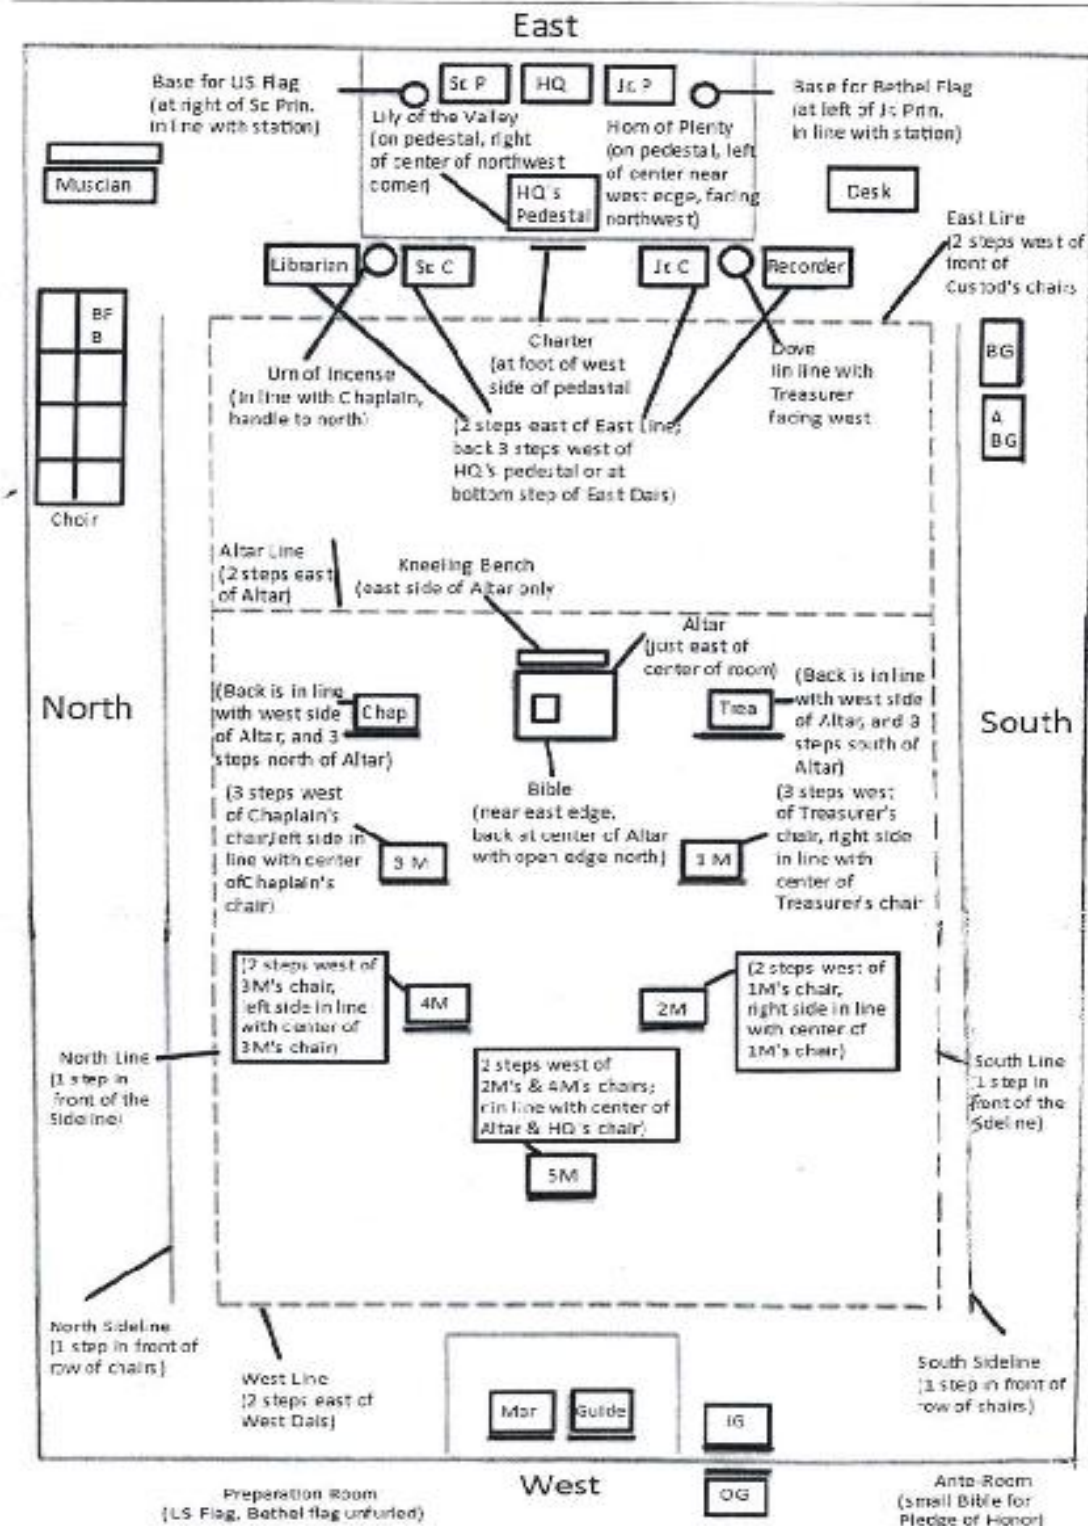 East
Base for US Flag
(at right of Sr Prin.
in line with station)
Sr P
HQ
Jr P
Base for Bethel Flag
(at left of Jr Prin.
in line with station)
Lily of the Valley
(on pedestal, right
of center of northwest
corner)
Horn of Plenty
(on pedestal, left
of center near
west edge, facing
northwest)
Muscian
HQ's
Pedestal
Desk
East Line
(2 steps west of
front of
Custod's chairs
Librarian
Sr C
Jr C
Recorder
BF
B
BG
A
BG
Choir
Urn of Incense
(in line with Chaplain,
handle to north)
Charter
(at foot of west
side of pedastal
Dove
(in line with
Treasurer
facing west
(2 steps east of East Line;
back 3 steps west of
HQ's pedestal or at
bottom step of East Dais)
Altar Line
(2 steps east
of Altar)
Kneeling Bench
(east side of Altar only
Altar
(just east of
center of room)
North
South
(Back is in line
with west side
of Altar, and 3
steps north of Altar)
Chap
Trea
(Back is in line
with west side
of Altar, and 3
steps south of
Altar)
Bible
(near east edge,
back at center of Altar
with open edge north)
(3 steps west
of Chaplain's
chair,left side in
line with center
ofChaplain's
chair)
3 M
1 M
(3 steps west
of Treasurer's
chair, right side
in line with
center of
Treasurer's chair
(2 steps west of
3M's chair,
left side in line
with center of
3M's chair)
4M
2M
(2 steps west of
1M's chair,
right side in line
with center of
1M's chair)
2 steps west of
2M's & 4M's chairs;
in line with center of
Altar & HQ's chair)
5M
North Line
(1 step in
front of the
Sideline)
South Line
(1 step in
front of the
Sideline)
North Sideline
(1 step in front of
row of chairs)
West Line
(2 steps east of
West Dais)
South Sideline
(1 step in front of
row of chairs)
Mar
Guide
IG
OG
West
Preparation Room
(US Flag, Bethel flag unfurled)
Ante-Room
(small Bible for
Pledge of Honor)